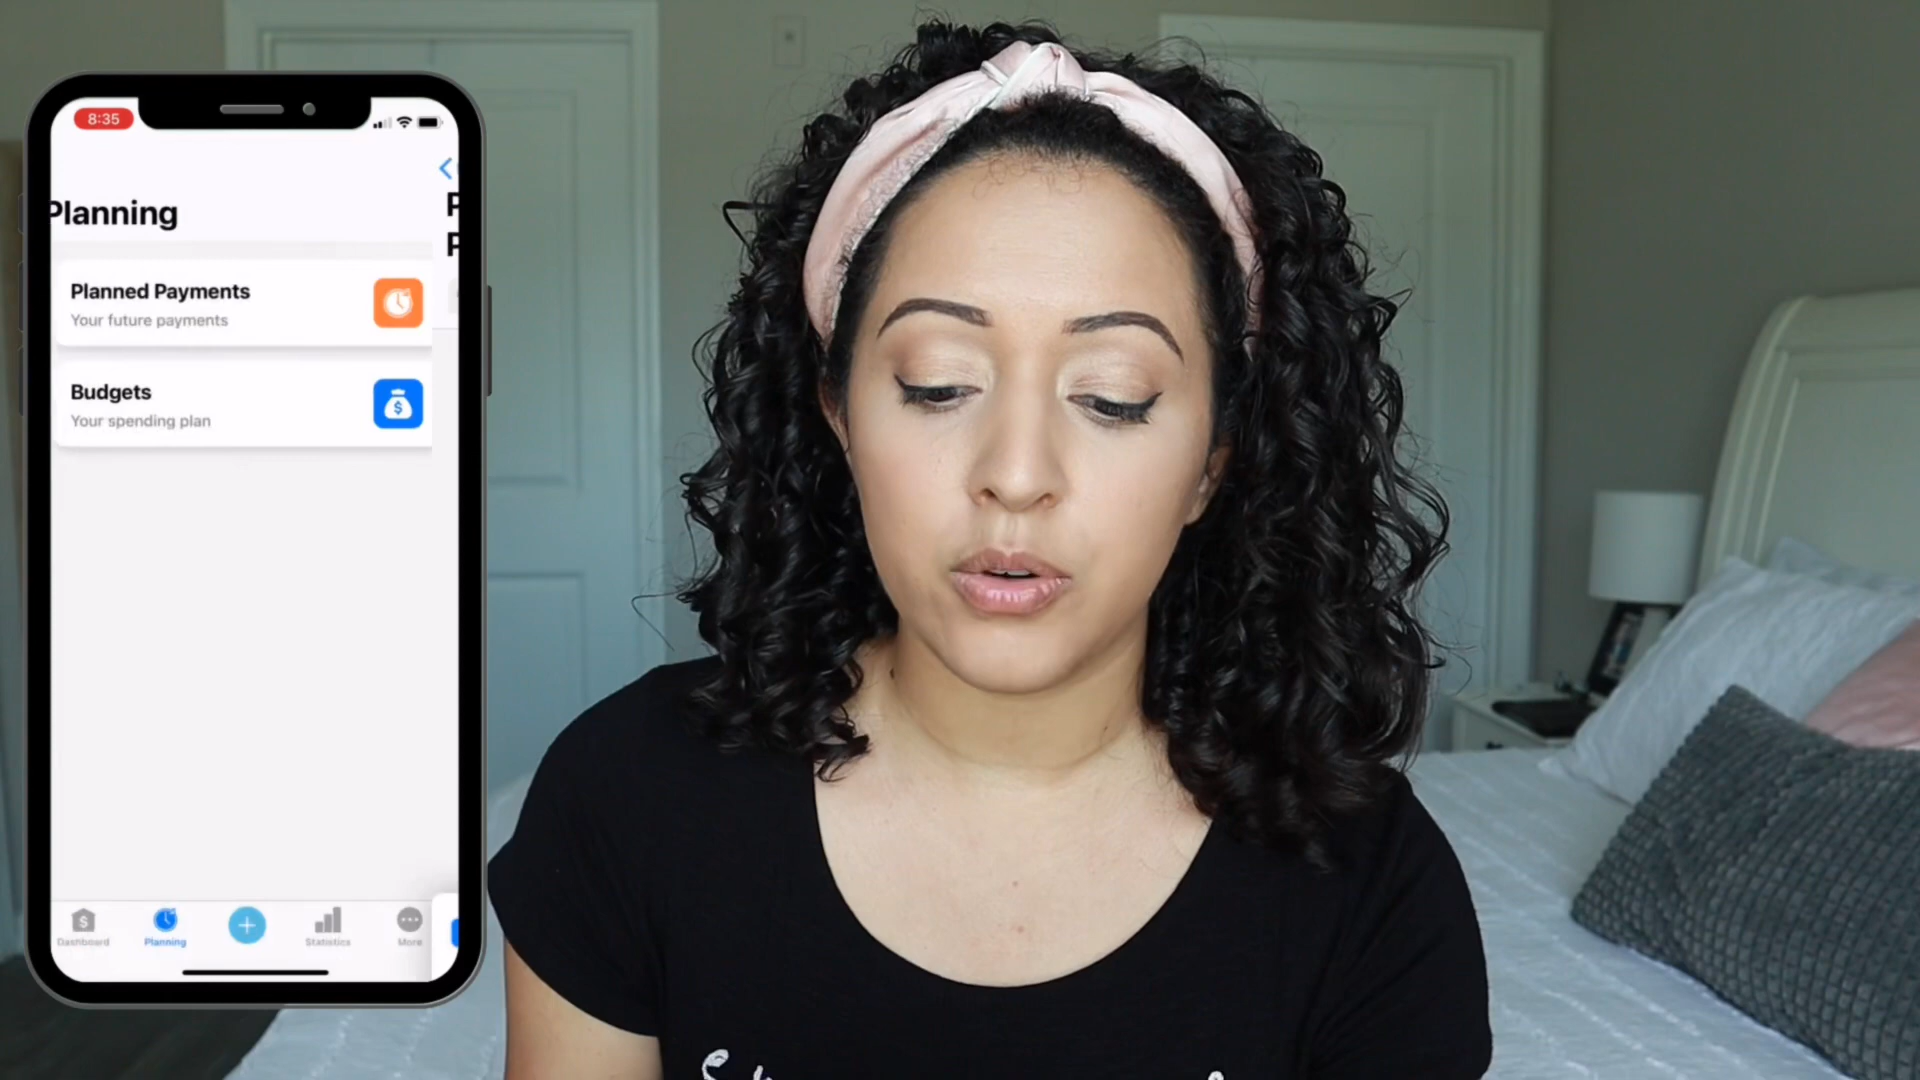 8:35
Planning
P
P
Planned Payments
Your future payments
Budgets
Your spending plan
Dashboard
Planning
Statistics
More